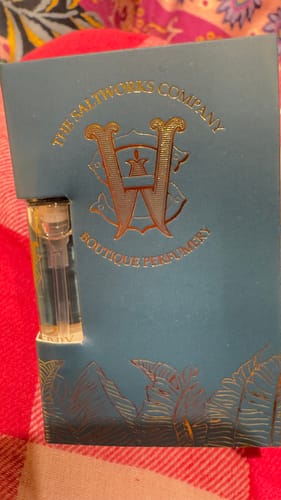 THE SALTWORKS COMPANY
BOUTIQUE PERFUMERY